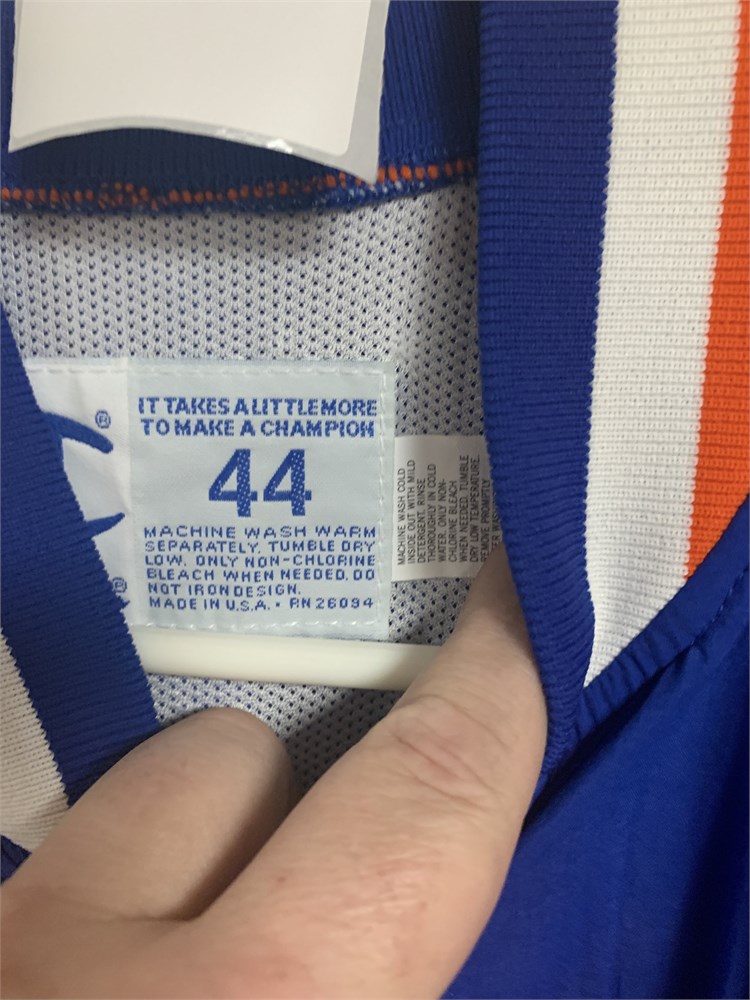 ®
IT TAKES A LITTLE MORE
TO MAKE A CHAMPION
44
MACHINE WASH WARM
SEPARATELY. TUMBLE DRY
LOW. ONLY NON-CHLORINE
BLEACH WHEN NEEDED. DO
NOT IRON DESIGN.
MADE IN U.S.A. • RN 26094
®
MACHINE WASH COLD
INSIDE OUT WITH MILD
DETERGENT. RINSE
THOROUGHLY IN COLD
WATER. ONLY NON-
CHLORINE BLEACH
WHEN NEEDED. TUMBLE
DRY LOW TEMPERATURE.
REMOVE PROMPTLY